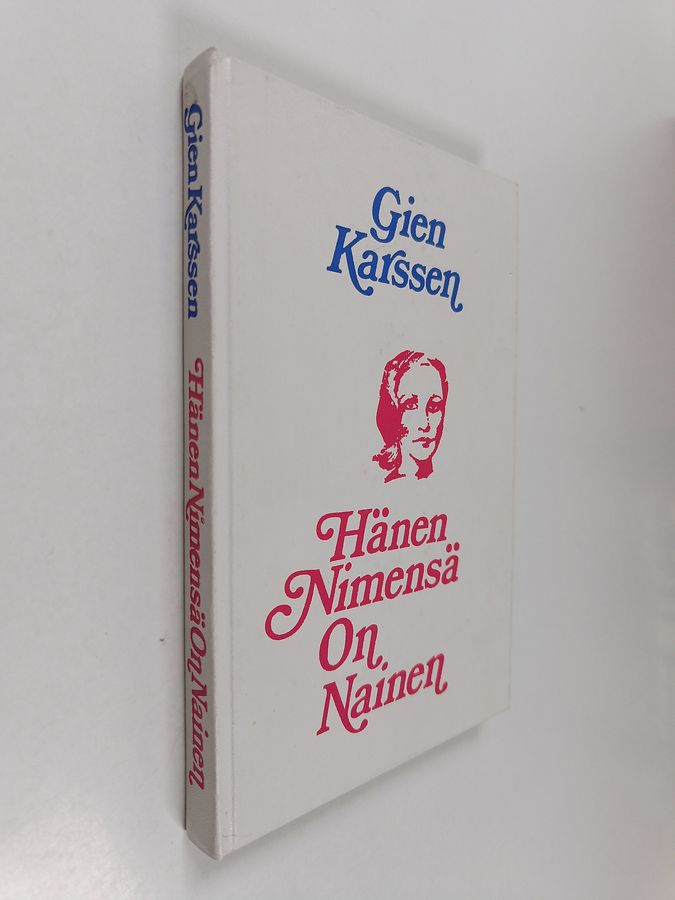 Gien Karssen Hänen Nimensä On Nainen
Gien
Karssen
Hänen
Nimensä
On
Nainen